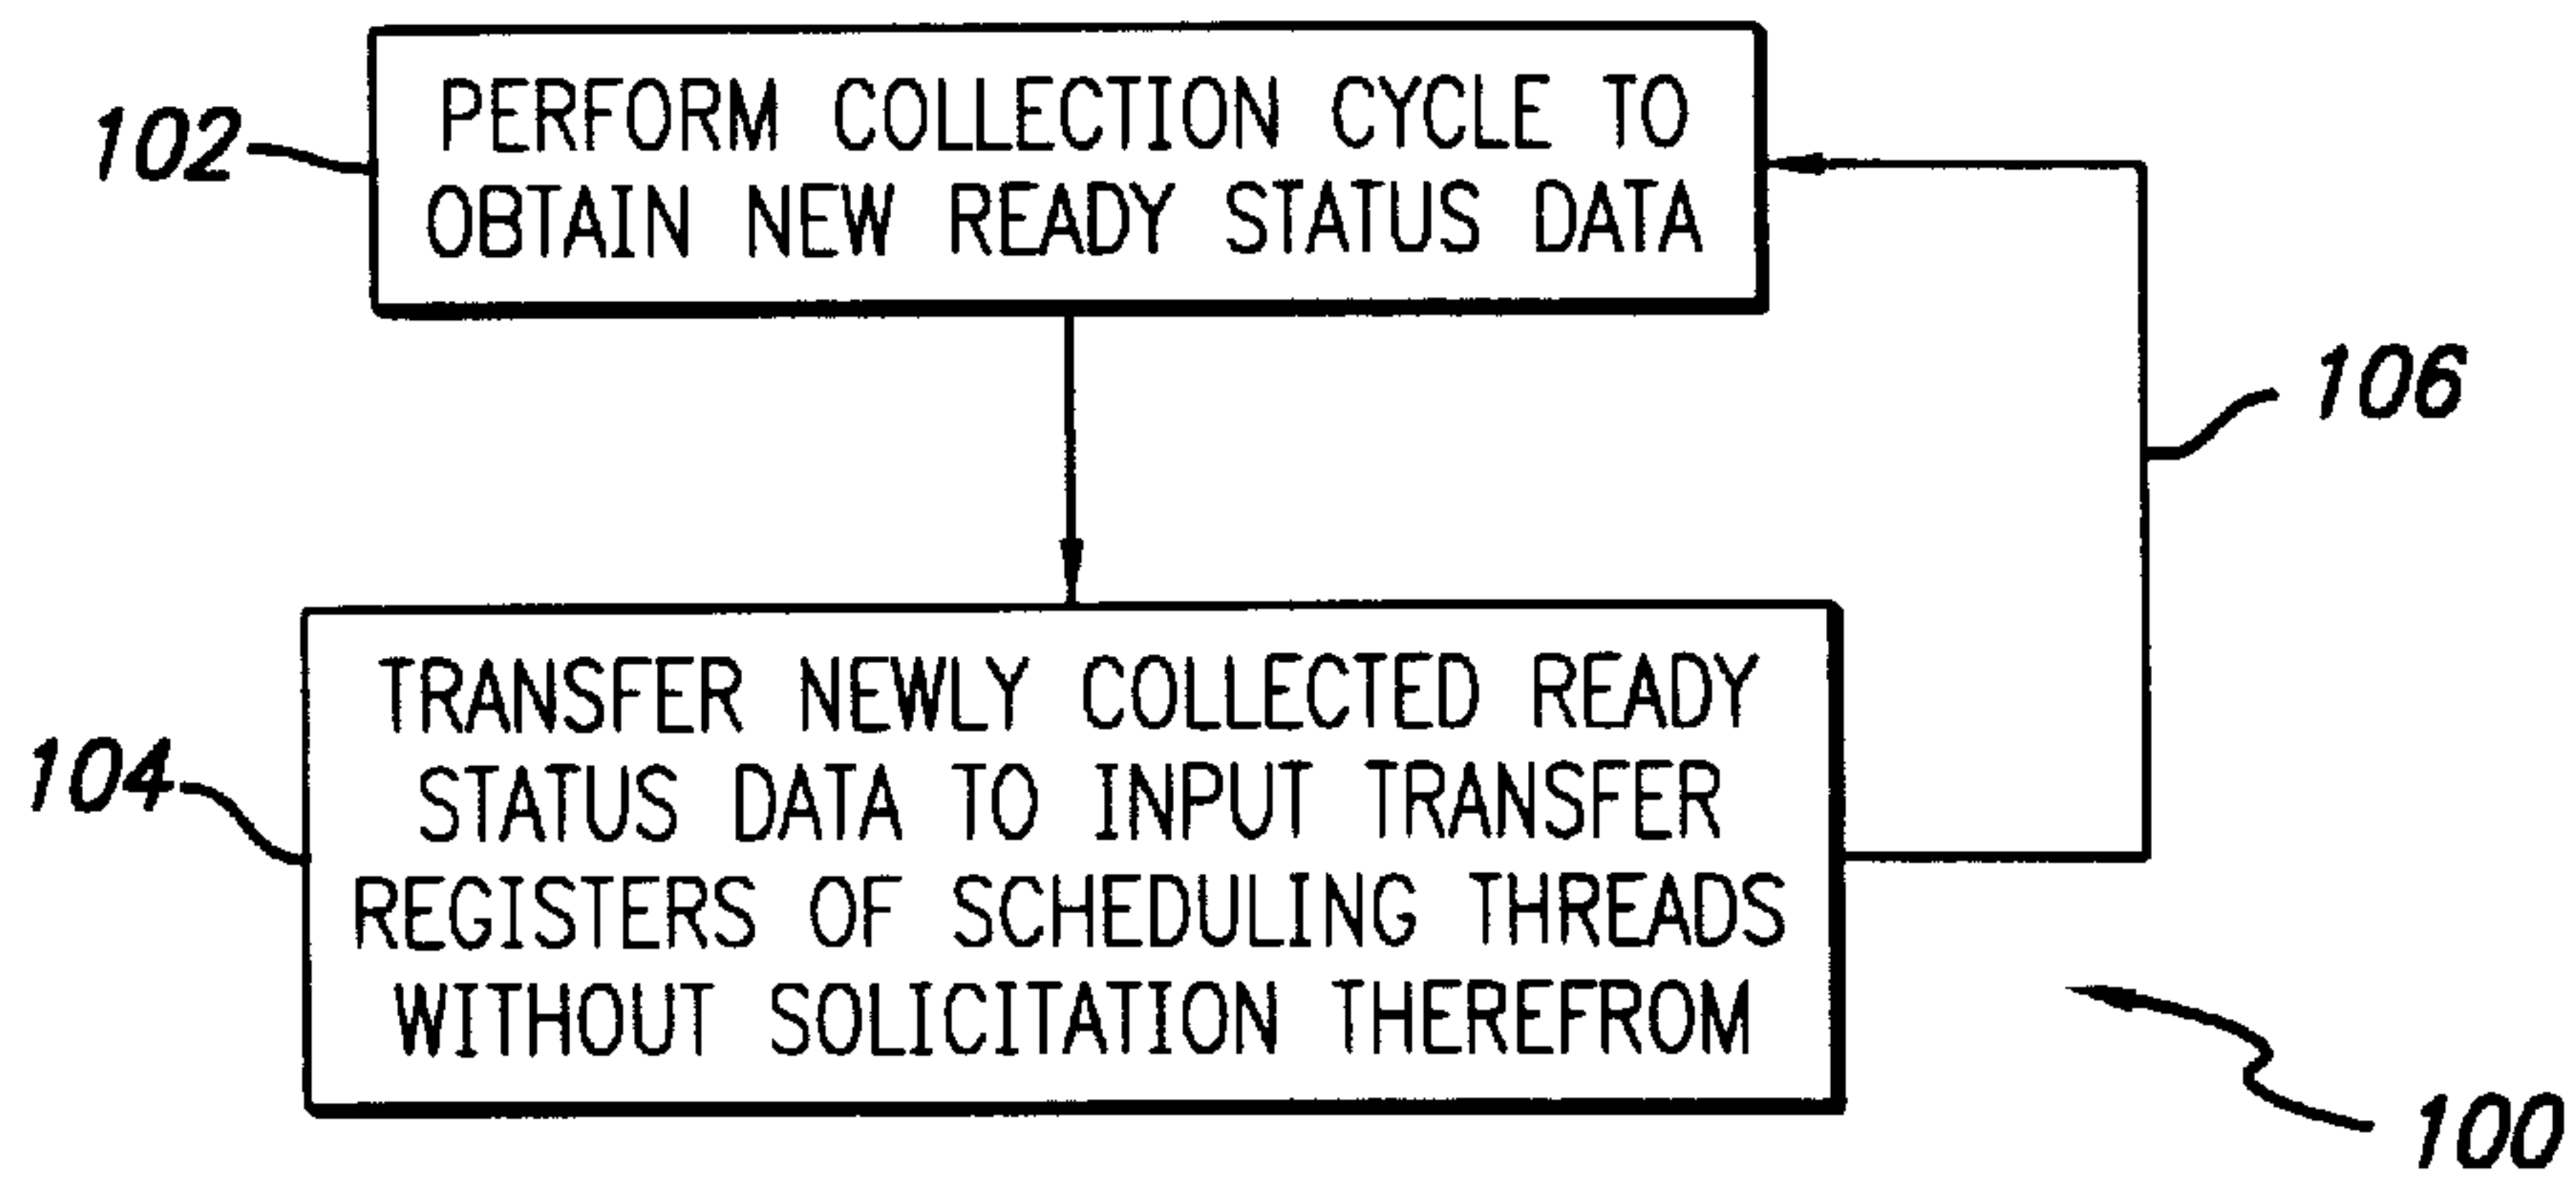 102
PERFORM COLLECTION CYCLE TO
OBTAIN NEW READY STATUS DATA
106
104
TRANSFER NEWLY COLLECTED READY
STATUS DATA TO INPUT TRANSFER
REGISTERS OF SCHEDULING THREADS
WITHOUT SOLICITATION THEREFROM
100